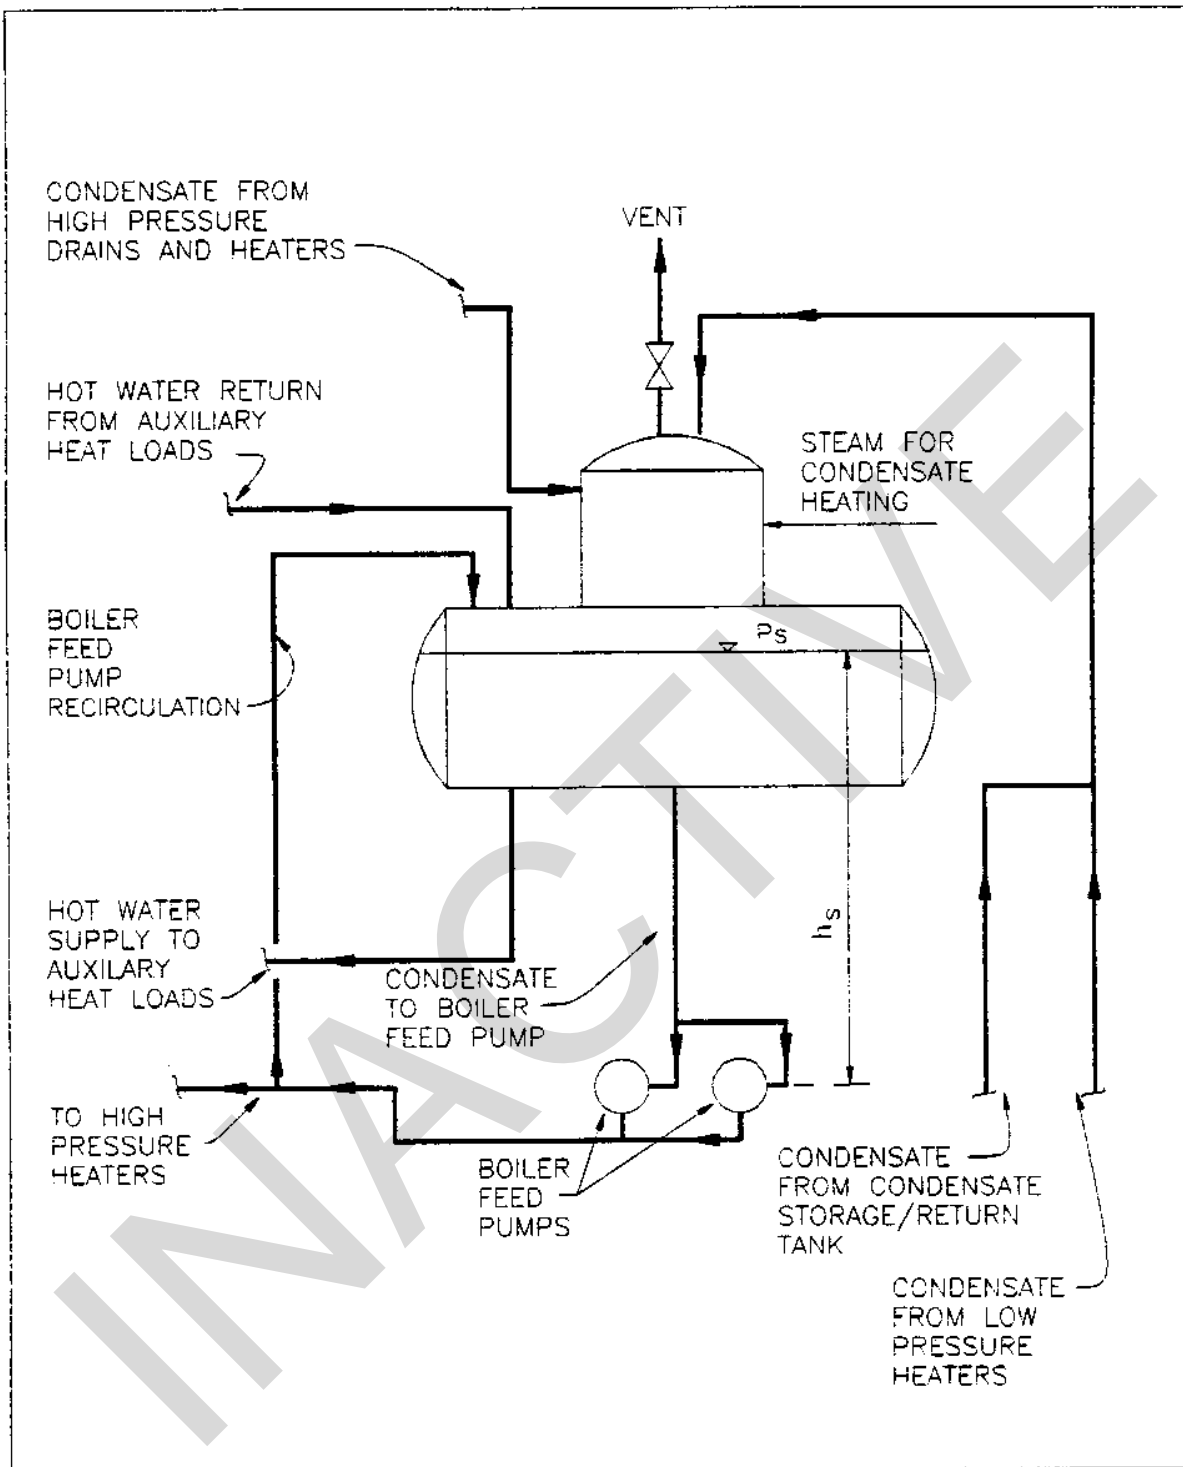 CONDENSATE FROM
HIGH PRESSURE
DRAINS AND HEATERS
VENT
HOT WATER RETURN
FROM AUXILIARY
HEAT LOADS
STEAM FOR
CONDENSATE
HEATING
BOILER
FEED
PUMP
RECIRCULATION
Ps
hs
HOT WATER
SUPPLY TO
AUXILARY
HEAT LOADS
CONDENSATE
TO BOILER
FEED PUMP
TO HIGH
PRESSURE
HEATERS
BOILER
FEED
PUMPS
CONDENSATE
FROM CONDENSATE
STORAGE/RETURN
TANK
CONDENSATE
FROM LOW
PRESSURE
HEATERS
INACTIVE